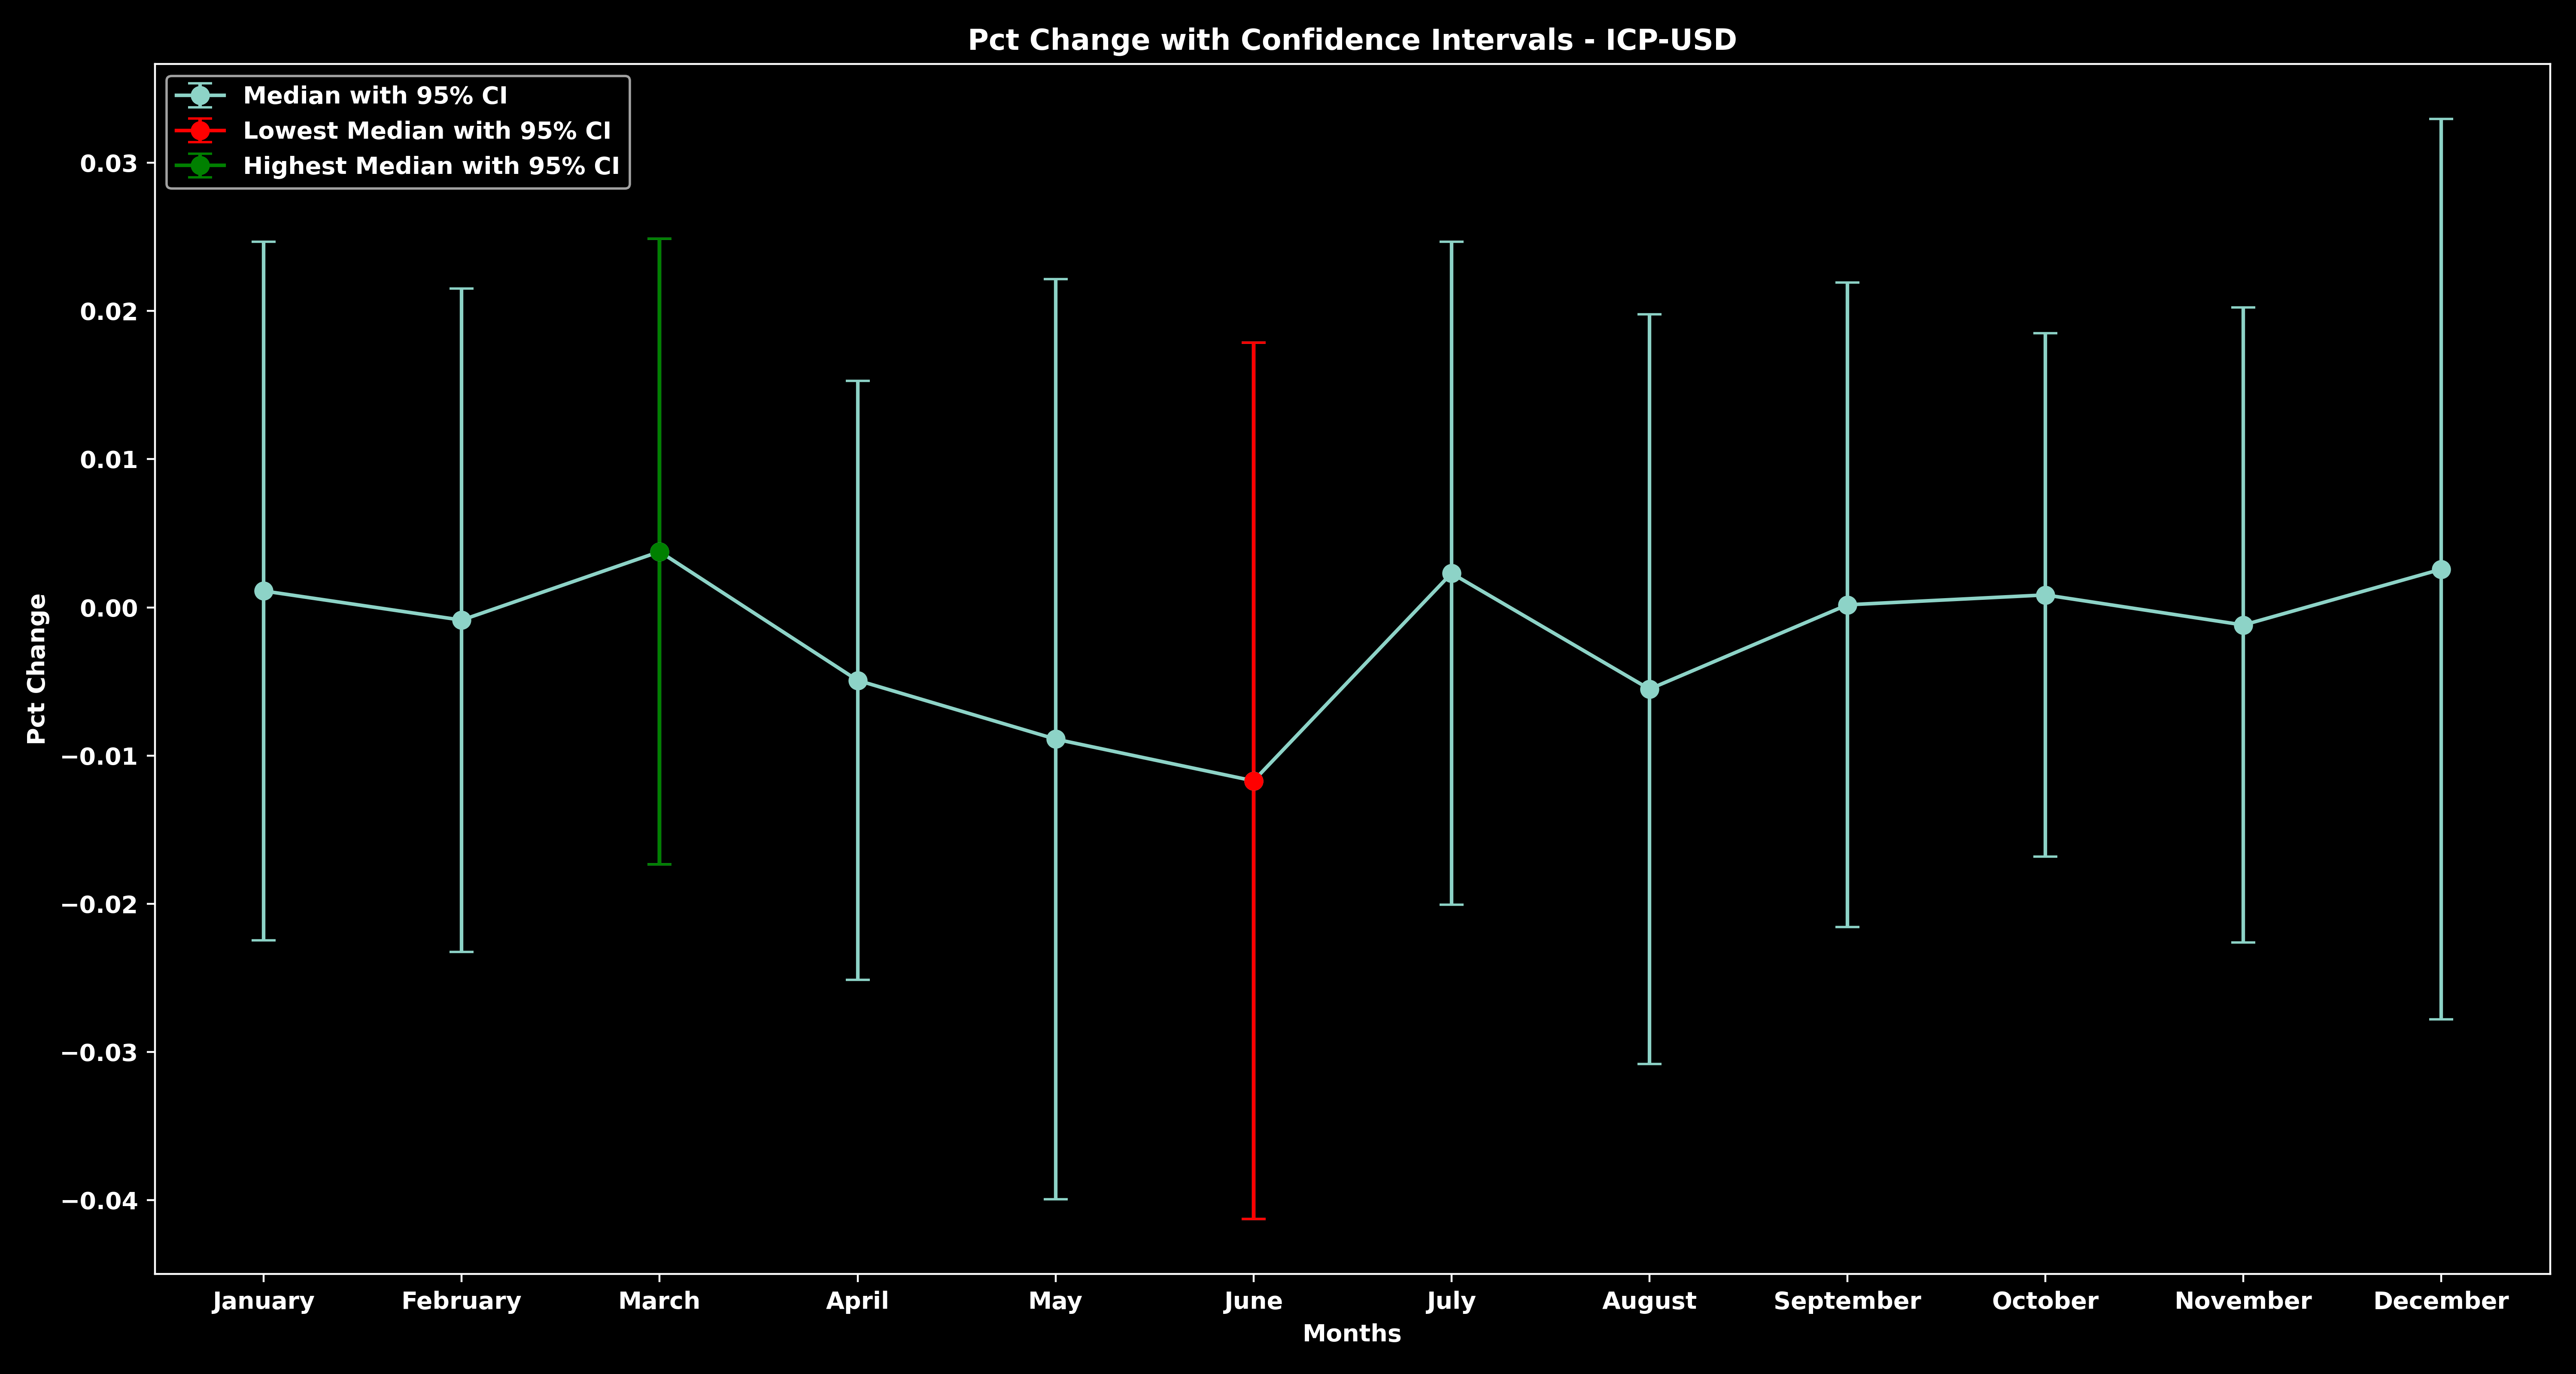 Pct Change with Confidence Intervals - ICP-USD
Median with 95% CI
Lowest Median with 95% CI
Highest Median with 95% CI
0.03
0.02
0.01
0.00
−0.01
−0.02
−0.03
−0.04
Pct Change
January February March April May June July August September October November December
Months